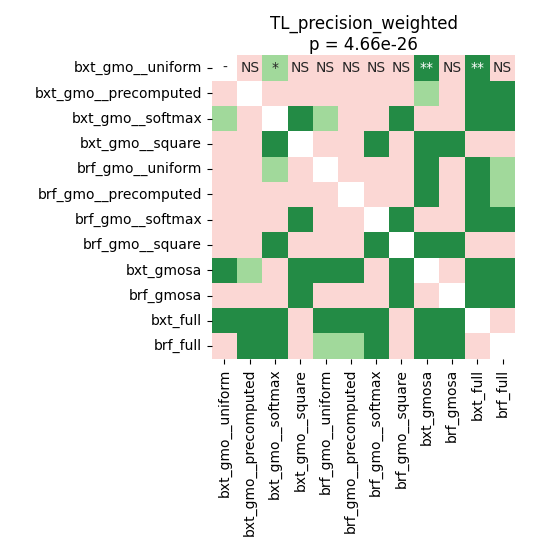 TL_precision_weighted
p = 4.66e-26
bxt_gmo__uniform - NS * NS NS NS NS NS ** NS ** NS
bxt_gmo__precomputed
bxt_gmo__softmax
bxt_gmo__square
brf_gmo__uniform
brf_gmo__precomputed
brf_gmo__softmax
brf_gmo__square
bxt_gmosa
brf_gmosa
bxt_full
brf_full
bxt_gmo__uniform
bxt_gmo__precomputed
bxt_gmo__softmax
bxt_gmo__square
brf_gmo__uniform
brf_gmo__precomputed
brf_gmo__softmax
brf_gmo__square
bxt_gmosa
brf_gmosa
bxt_full
brf_full